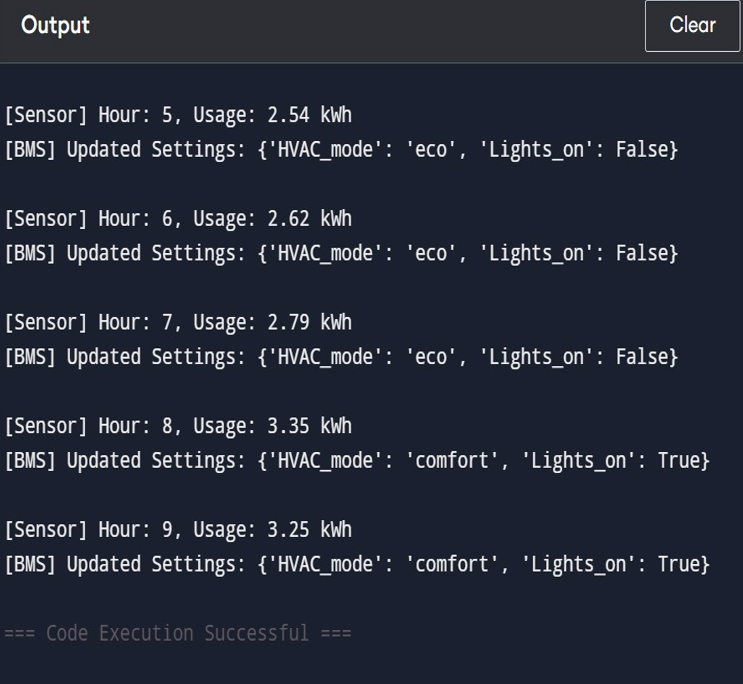 Output
Clear
[Sensor] Hour: 5, Usage: 2.54 kWh
[BMS] Updated Settings: {'HVAC_mode': 'eco', 'Lights_on': False}
[Sensor] Hour: 6, Usage: 2.62 kWh
[BMS] Updated Settings: {'HVAC_mode': 'eco', 'Lights_on': False}
[Sensor] Hour: 7, Usage: 2.79 kWh
[BMS] Updated Settings: {'HVAC_mode': 'eco', 'Lights_on': False}
[Sensor] Hour: 8, Usage: 3.35 kWh
[BMS] Updated Settings: {'HVAC_mode': 'comfort', 'Lights_on': True}
[Sensor] Hour: 9, Usage: 3.25 kWh
[BMS] Updated Settings: {'HVAC_mode': 'comfort', 'Lights_on': True}
=== Code Execution Successful ===